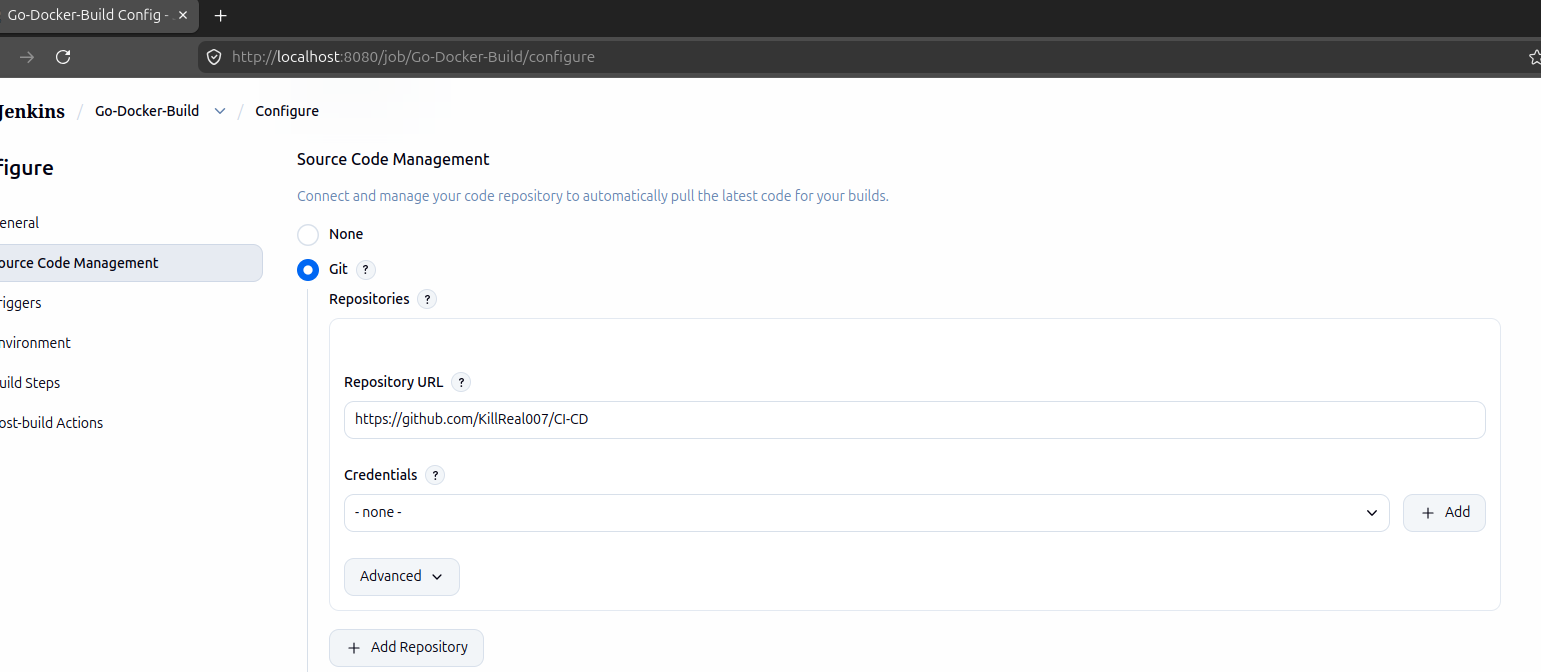 Go-Docker-Build Config -
http://localhost:8080/job/Go-Docker-Build/configure
Jenkins / Go-Docker-Build / Configure
figure
eneral
ource Code Management
riggers
nvironment
uild Steps
ost-build Actions
Source Code Management
Connect and manage your code repository to automatically pull the latest code for your builds.
None
Git ?
Repositories ?
Repository URL ?
https://github.com/KillReal007/CI-CD
Credentials ?
- none -
+ Add
Advanced
+ Add Repository